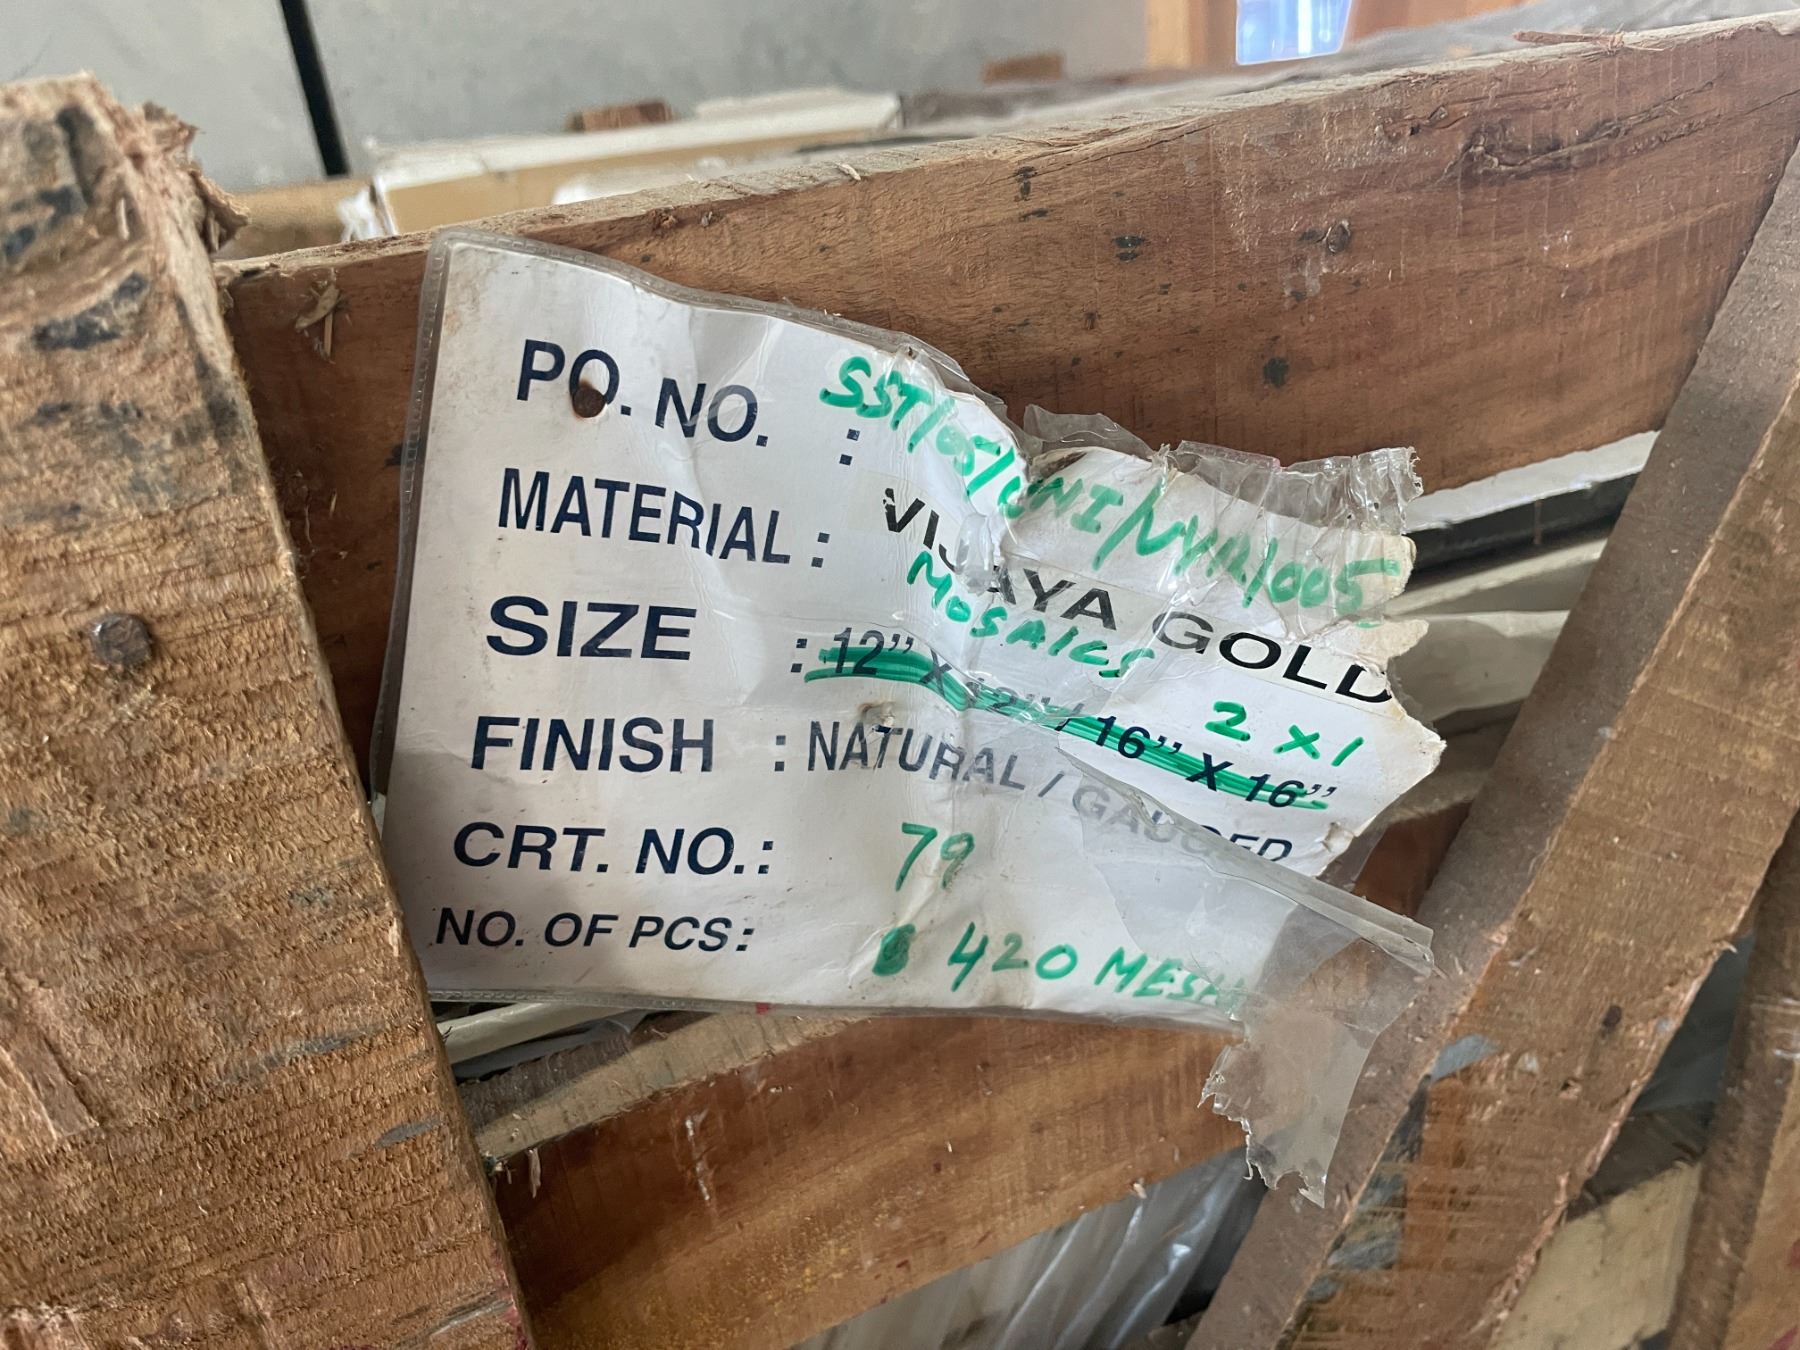 PO. NO. : SST/05/UNI/NYR/005
MATERIAL : VIJAYA GOLD
MOSAICS 2 X 1
SIZE : 12” X 12” / 16” X 16”
FINISH : NATURAL / GAUGED
CRT. NO.: 79
NO. OF PCS: 420 MESH